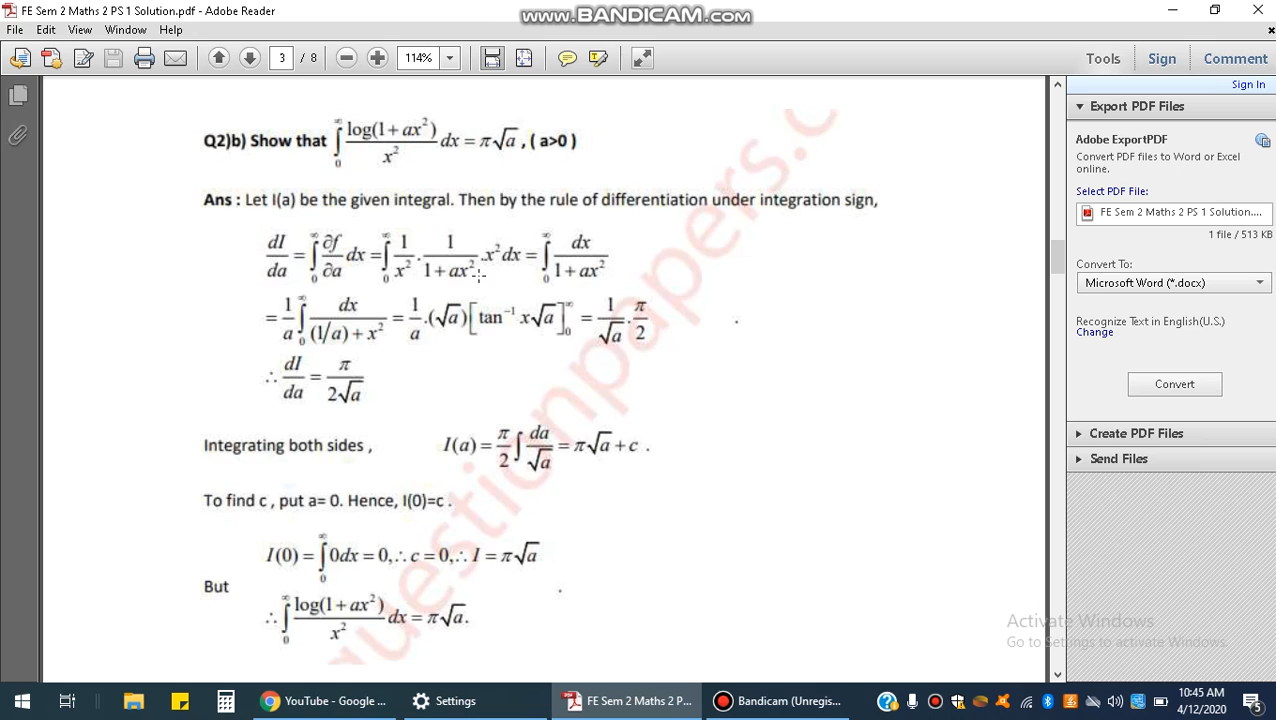 FE Sem 2 Maths 2 PS 1 Solution.pdf - Adobe Reader
www.BANDICAM.com
File Edit View Window Help
3 / 8
114%
Tools Sign Comment
Sign In
Q2)b) Show that ∫₀^∞ log(1 + ax²)/x² dx = π√a , ( a>0 )
Ans : Let I(a) be the given integral. Then by the rule of differentiation under integration sign,
dI/da = ∫₀^∞ ∂f/∂a dx = ∫₀^∞ 1/x² . 1/(1 + ax²) . x² dx = ∫₀^∞ dx/(1 + ax²)
= 1/a ∫₀^∞ dx/((1/a) + x²) = 1/a .(√a)[tan⁻¹ x√a]₀^∞ = 1/√a . π/2 .
∴ dI/da = π/(2√a)
Integrating both sides , I(a) = π/2 ∫ da/√a = π√a + c .
To find c , put a= 0. Hence, I(0)=c .
I(0) = ∫₀^∞ 0dx = 0,∴ c = 0,∴ I = π√a
But .
∴ ∫₀^∞ log(1 + ax²)/x² dx = π√a.
questionpapers.c
Export PDF Files
Adobe ExportPDF
Convert PDF files to Word or Excel
online.
Select PDF File:
FE Sem 2 Maths 2 PS 1 Solution....
1 file / 513 KB
Convert To:
Microsoft Word (*.docx)
Recognize Text in English(U.S.)
Change
Convert
Create PDF Files
Send Files
Activate Windows
Go to Settings to activate Windows.
YouTube - Google ...
Settings
FE Sem 2 Maths 2 P...
Bandicam (Unregis...
10:45 AM
4/12/2020
5